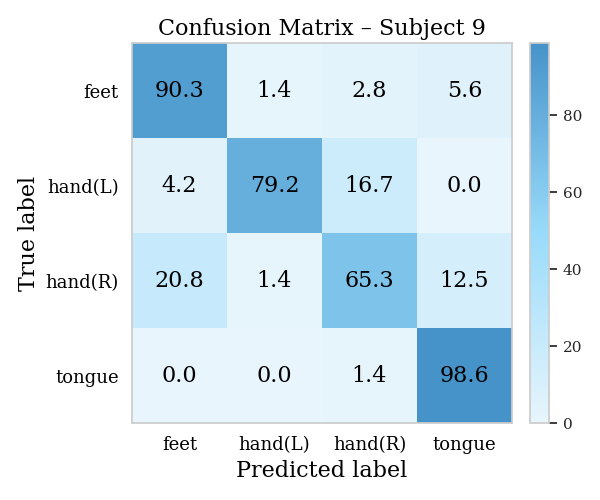 Confusion Matrix – Subject 9
True label
feet 90.3 1.4 2.8 5.6
hand(L) 4.2 79.2 16.7 0.0
hand(R) 20.8 1.4 65.3 12.5
tongue 0.0 0.0 1.4 98.6
feet hand(L) hand(R) tongue
Predicted label
80
60
40
20
0